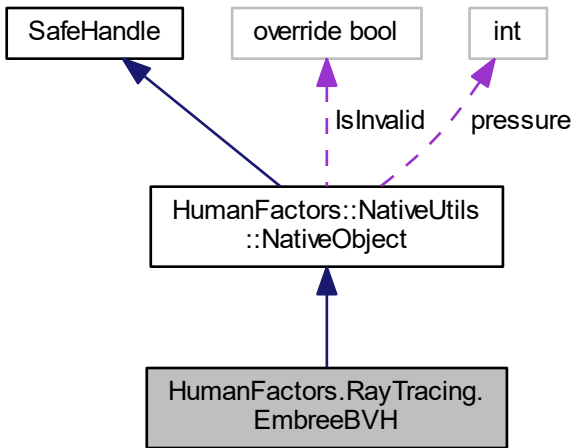 SafeHandle
override bool
int
IsInvalid
pressure
HumanFactors::NativeUtils
::NativeObject
HumanFactors.RayTracing.
EmbreeBVH